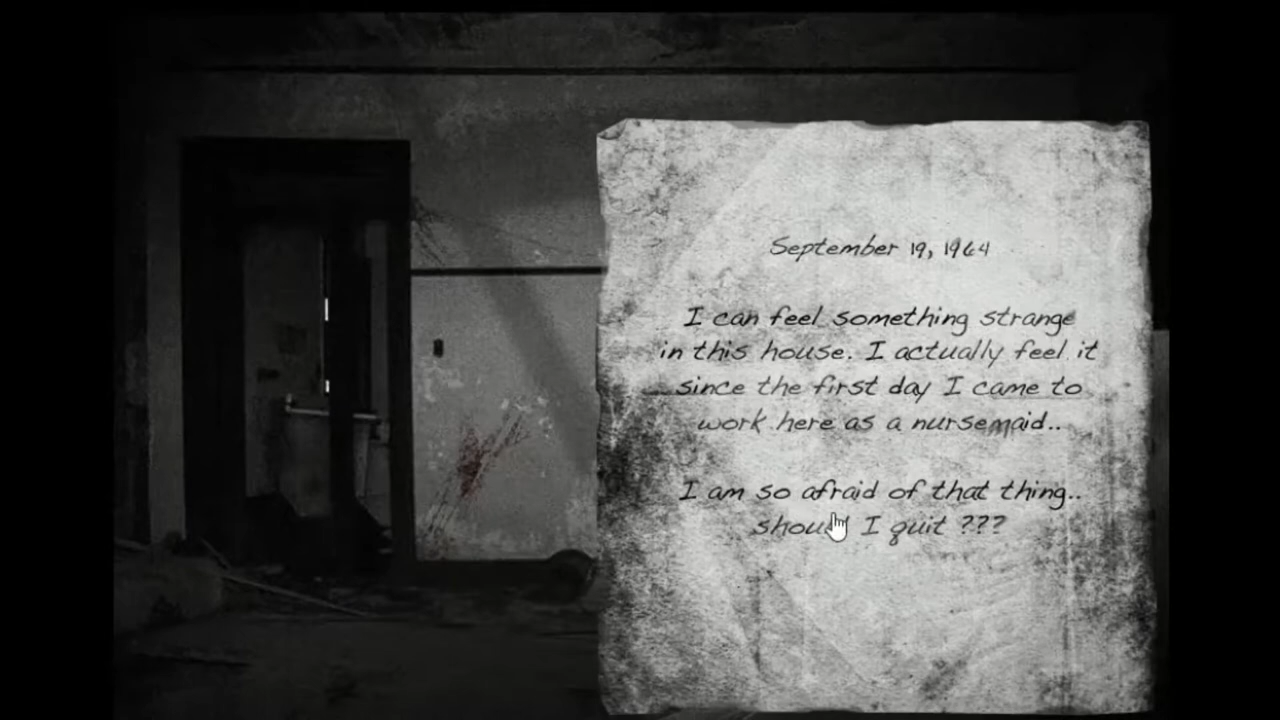 September 19, 1964
I can feel something strange
in this house. I actually feel it
since the first day I came to
work here as a nursemaid..
I am so afraid of that thing..
should I quit ???